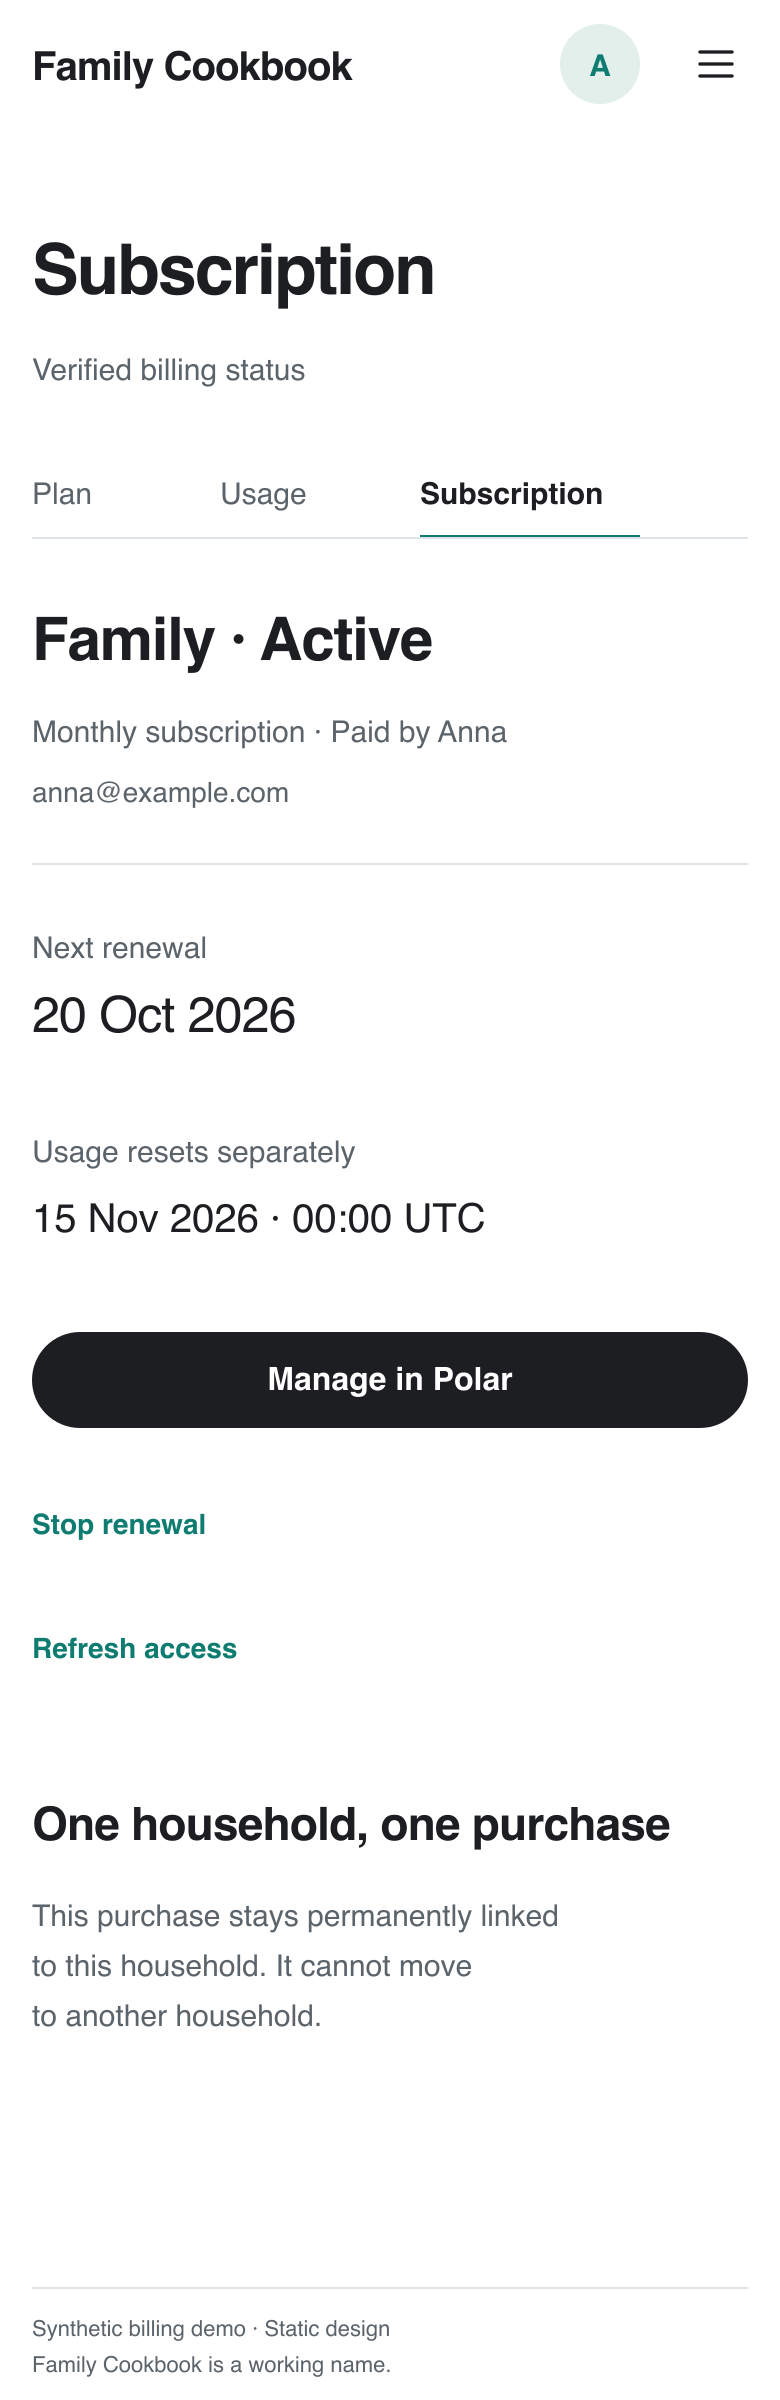 Family Cookbook
A
Subscription
Verified billing status
Plan Usage Subscription
Family · Active
Monthly subscription · Paid by Anna
anna@example.com
Next renewal
20 Oct 2026
Usage resets separately
15 Nov 2026 · 00:00 UTC
Manage in Polar
Stop renewal
Refresh access
One household, one purchase
This purchase stays permanently linked
to this household. It cannot move
to another household.
Synthetic billing demo · Static design
Family Cookbook is a working name.